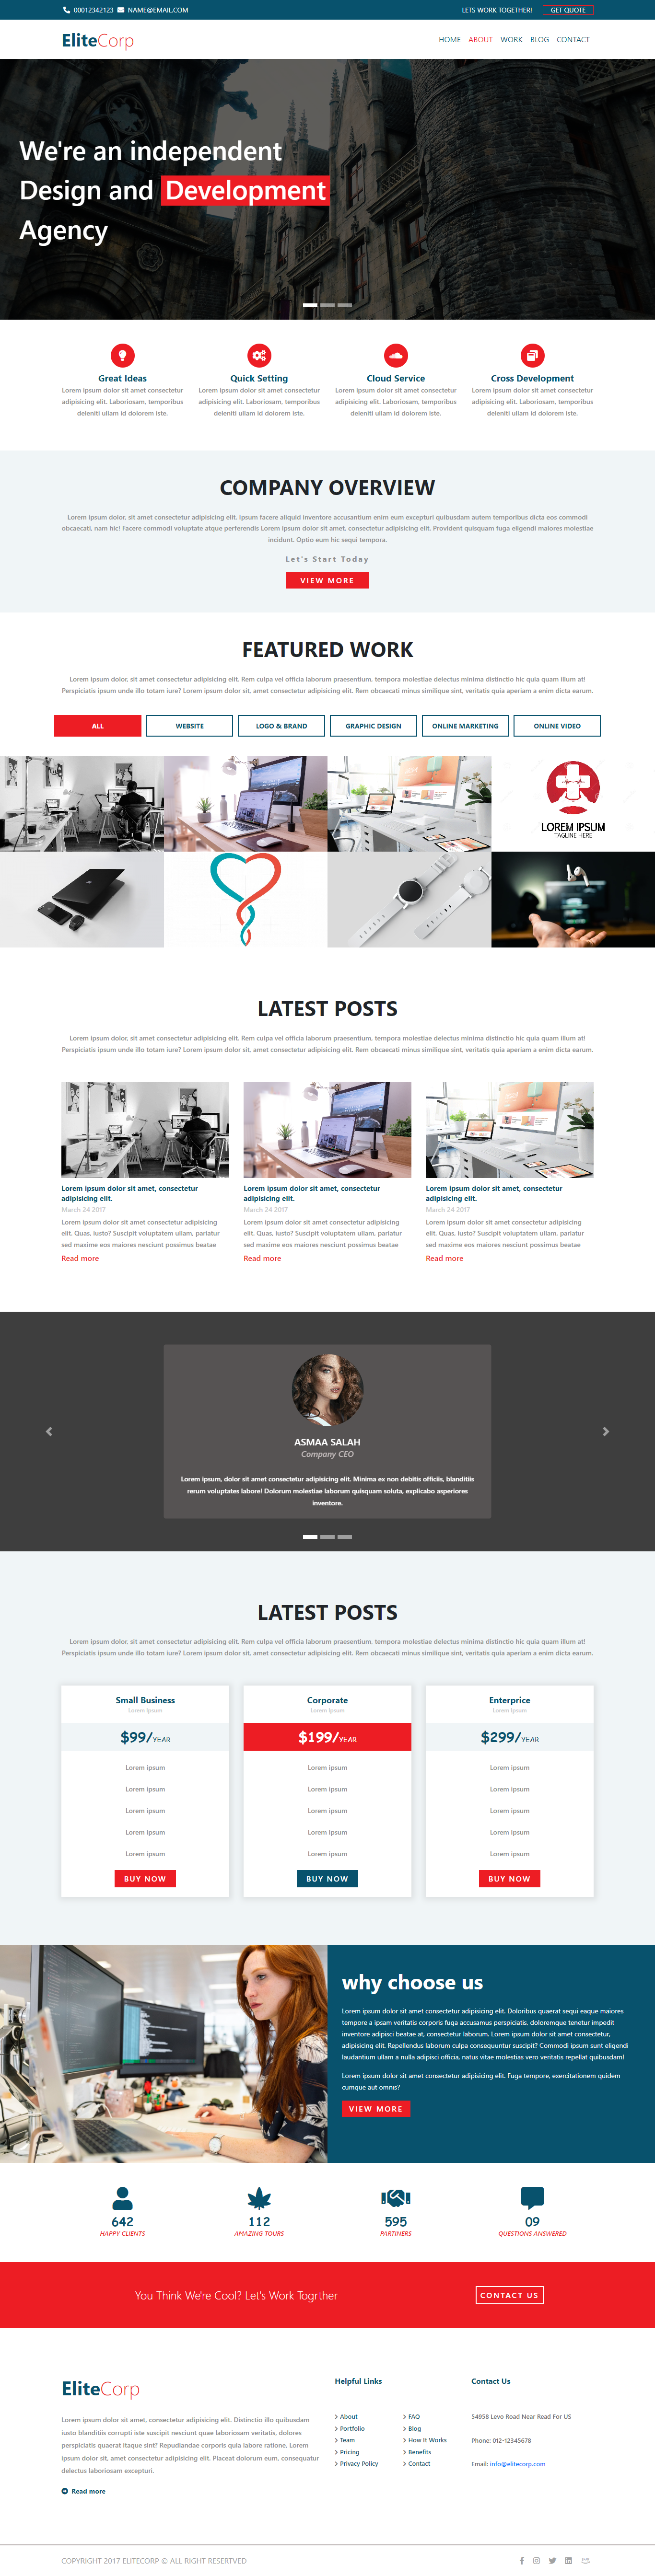 00012342123 NAME@EMAIL.COM LETS WORK TOGETHER! GET QUOTE
EliteCorp HOME ABOUT WORK BLOG CONTACT
We're an independent
Design and Development
Agency
Great Ideas Quick Setting Cloud Service Cross Development
Lorem ipsum dolor sit amet consectetur Lorem ipsum dolor sit amet consectetur Lorem ipsum dolor sit amet consectetur Lorem ipsum dolor sit amet consectetur
adipisicing elit. Laboriosam, temporibus adipisicing elit. Laboriosam, temporibus adipisicing elit. Laboriosam, temporibus adipisicing elit. Laboriosam, temporibus
deleniti ullam id dolorem iste. deleniti ullam id dolorem iste. deleniti ullam id dolorem iste. deleniti ullam id dolorem iste.
COMPANY OVERVIEW
Lorem ipsum dolor, sit amet consectetur adipisicing elit. Ipsum facere aliquid inventore accusantium enim eum excepturi quibusdam autem temporibus dicta eos commodi
obcaecati, nam hic! Facere commodi voluptate atque perferendis Lorem ipsum dolor sit amet, consectetur adipisicing elit. Provident quisquam fuga eligendi maiores molestiae
incidunt. Optio eum hic sequi tempora.
Let's Start Today
VIEW MORE
FEATURED WORK
Lorem ipsum dolor, sit amet consectetur adipisicing elit. Rem culpa vel officia laborum praesentium, tempora molestiae delectus minima distinctio hic quia quam illum at!
Perspiciatis ipsum unde illo totam iure? Lorem ipsum dolor sit, amet consectetur adipisicing elit. Rem obcaecati minus similique sint, veritatis quia aperiam a enim dicta earum.
ALL WEBSITE LOGO & BRAND GRAPHIC DESIGN ONLINE MARKETING ONLINE VIDEO
LOREM IPSUM
TAGLINE HERE
LATEST POSTS
Lorem ipsum dolor, sit amet consectetur adipisicing elit. Rem culpa vel officia laborum praesentium, tempora molestiae delectus minima distinctio hic quia quam illum at!
Perspiciatis ipsum unde illo totam iure? Lorem ipsum dolor sit, amet consectetur adipisicing elit. Rem obcaecati minus similique sint, veritatis quia aperiam a enim dicta earum.
Lorem ipsum dolor sit amet, consectetur Lorem ipsum dolor sit amet, consectetur Lorem ipsum dolor sit amet, consectetur
adipisicing elit. adipisicing elit. adipisicing elit.
March 24 2017 March 24 2017 March 24 2017
Lorem ipsum dolor sit amet consectetur adipisicing Lorem ipsum dolor sit amet consectetur adipisicing Lorem ipsum dolor sit amet consectetur adipisicing
elit. Quas, iusto? Suscipit voluptatem ullam, pariatur elit. Quas, iusto? Suscipit voluptatem ullam, pariatur elit. Quas, iusto? Suscipit voluptatem ullam, pariatur
sed maxime eos maiores nesciunt possimus beatae sed maxime eos maiores nesciunt possimus beatae sed maxime eos maiores nesciunt possimus beatae
Read more Read more Read more
ASMAA SALAH
Company CEO
Lorem ipsum, dolor sit amet consectetur adipisicing elit. Minima ex non debitis officiis, blanditiis
rerum voluptates labore! Dolorum molestiae laborum quisquam soluta, explicabo asperiores
inventore.
LATEST POSTS
Lorem ipsum dolor, sit amet consectetur adipisicing elit. Rem culpa vel officia laborum praesentium, tempora molestiae delectus minima distinctio hic quia quam illum at!
Perspiciatis ipsum unde illo totam iure? Lorem ipsum dolor sit, amet consectetur adipisicing elit. Rem obcaecati minus similique sint, veritatis quia aperiam a enim dicta earum.
Small Business Corporate Enterprice
Lorem Ipsum Lorem Ipsum Lorem Ipsum
$99/YEAR $199/YEAR $299/YEAR
Lorem ipsum Lorem ipsum Lorem ipsum
Lorem ipsum Lorem ipsum Lorem ipsum
Lorem ipsum Lorem ipsum Lorem ipsum
Lorem ipsum Lorem ipsum Lorem ipsum
Lorem ipsum Lorem ipsum Lorem ipsum
BUY NOW BUY NOW BUY NOW
why choose us
Lorem ipsum dolor sit amet consectetur adipisicing elit. Doloribus quaerat sequi eaque maiores
tempore a ipsam veritatis corporis fuga accusamus perspiciatis, doloremque tenetur impedit
inventore adipisci beatae at, consectetur laborum. Lorem ipsum dolor sit amet consectetur,
adipisicing elit. Repellendus laborum culpa consequuntur suscipit? Commodi ipsum sunt eligendi
laudantium ullam a nulla adipisci officia, natus vitae molestias vero veritatis repellat quibusdam!
Lorem ipsum dolor sit amet consectetur adipisicing elit. Fuga tempore, exercitationem quidem
cumque aut omnis?
VIEW MORE
642 112 595 09
HAPPY CLIENTS AMAZING TOURS PARTINERS QUESTIONS ANSWERED
You Think We're Cool? Let's Work Togrther CONTACT US
EliteCorp Helpful Links Contact Us
Lorem ipsum dolor sit amet, consectetur adipisicing elit. Distinctio illo quibusdam
iusto blanditiis corrupti iste suscipit nesciunt quae laboriosam veritatis, dolores
perspiciatis quaerat itaque sint? Repudiandae corporis quia labore ratione. Lorem
ipsum dolor sit, amet consectetur adipisicing elit. Placeat dolorum eum, consequatur
delectus laboriosam excepturi.
Read more
About FAQ
Portfolio Blog
Team How It Works
Pricing Benefits
Privacy Policy Contact
54958 Levo Road Near Read For US
Phone: 012-12345678
Email: info@elitecorp.com
COPYRIGHT 2017 ELITECORP © ALL RIGHT RESERTVED